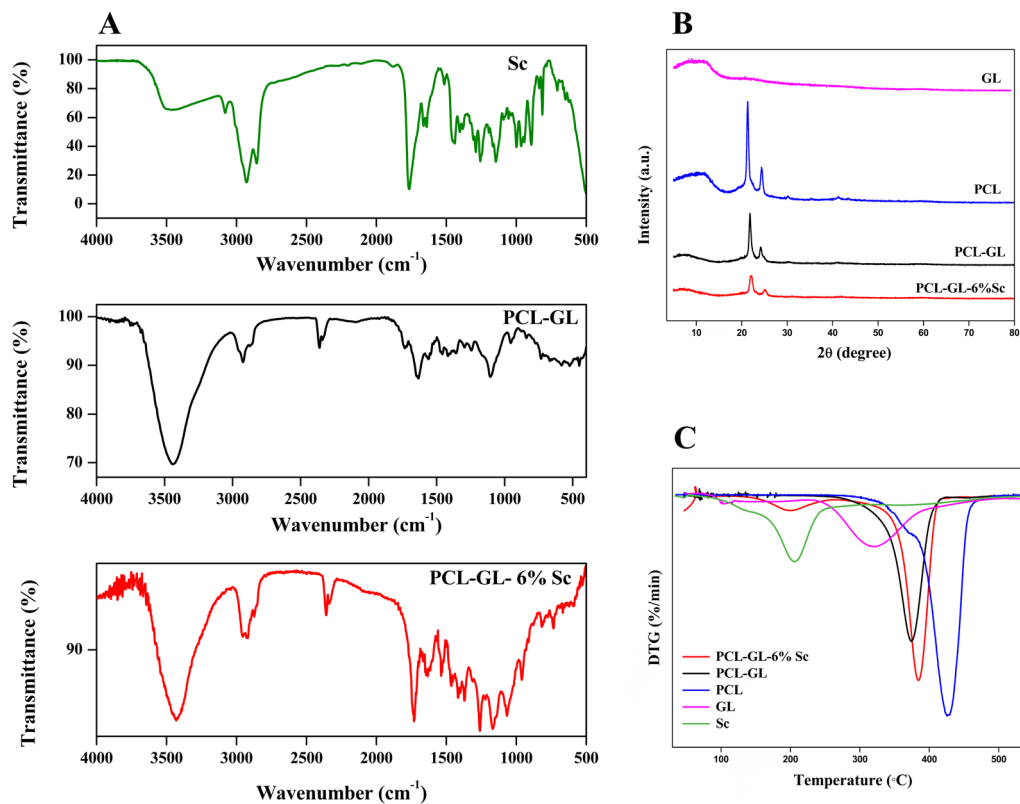 A
Transmittance (%)
100
80
60
40
20
0
Sc
4000 3500 3000 2500 2000 1500 1000 500
Wavenumber (cm⁻¹)
Transmittance (%)
100
90
80
70
PCL-GL
4000 3500 3000 2500 2000 1500 1000 500
Wavenumber (cm⁻¹)
Transmittance (%)
90
PCL-GL- 6% Sc
4000 3500 3000 2500 2000 1500 1000 500
Wavenumber (cm⁻¹)
B
Intensity (a.u.)
GL
PCL
PCL-GL
PCL-GL-6%Sc
10 20 30 40 50 60 70 80
2θ (degree)
C
DTG (%/min)
PCL-GL-6% Sc
PCL-GL
PCL
GL
Sc
100 200 300 400 500
Temperature (◦C)